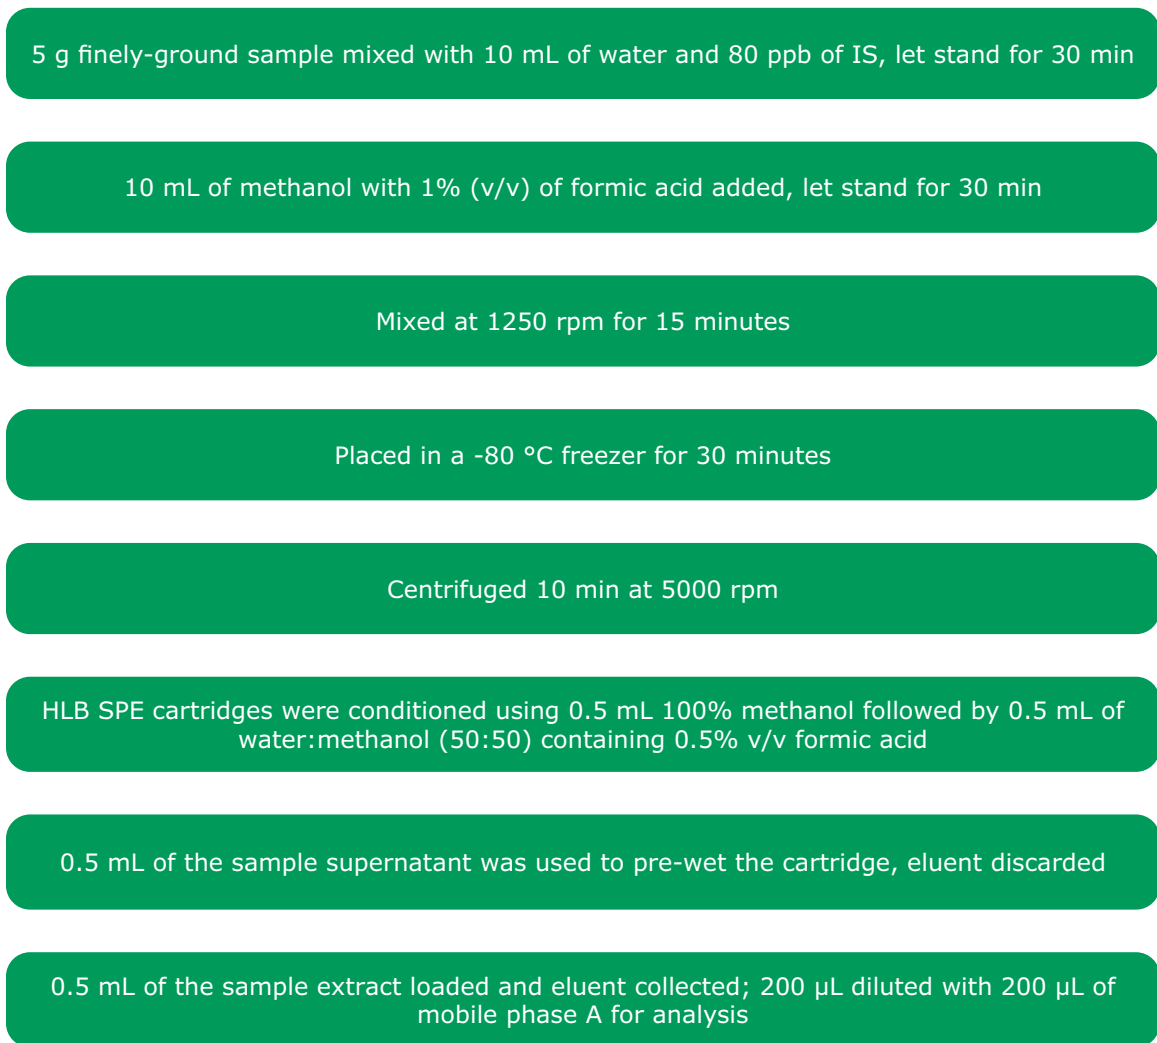 5 g finely-ground sample mixed with 10 mL of water and 80 ppb of IS, let stand for 30 min
10 mL of methanol with 1% (v/v) of formic acid added, let stand for 30 min
Mixed at 1250 rpm for 15 minutes
Placed in a -80 °C freezer for 30 minutes
Centrifuged 10 min at 5000 rpm
HLB SPE cartridges were conditioned using 0.5 mL 100% methanol followed by 0.5 mL of
water:methanol (50:50) containing 0.5% v/v formic acid
0.5 mL of the sample supernatant was used to pre-wet the cartridge, eluent discarded
0.5 mL of the sample extract loaded and eluent collected; 200 µL diluted with 200 µL of
mobile phase A for analysis